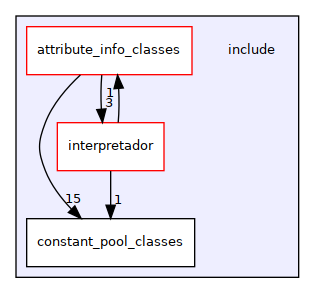 attribute_info_classes
include
1
3
interpretador
15
1
constant_pool_classes